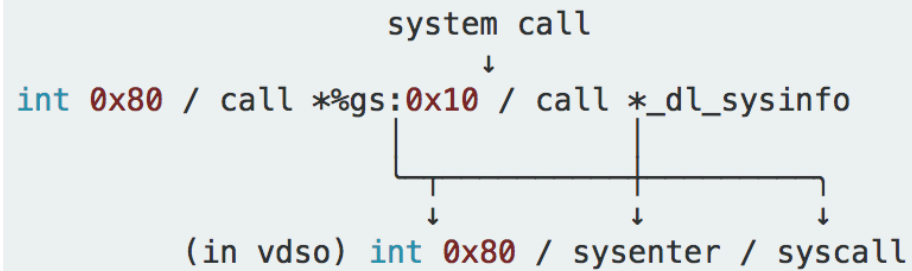 system call
↓
int 0x80 / call *%gs:0x10 / call *_dl_sysinfo
↓ ↓ ↓
(in vdso) int 0x80 / sysenter / syscall